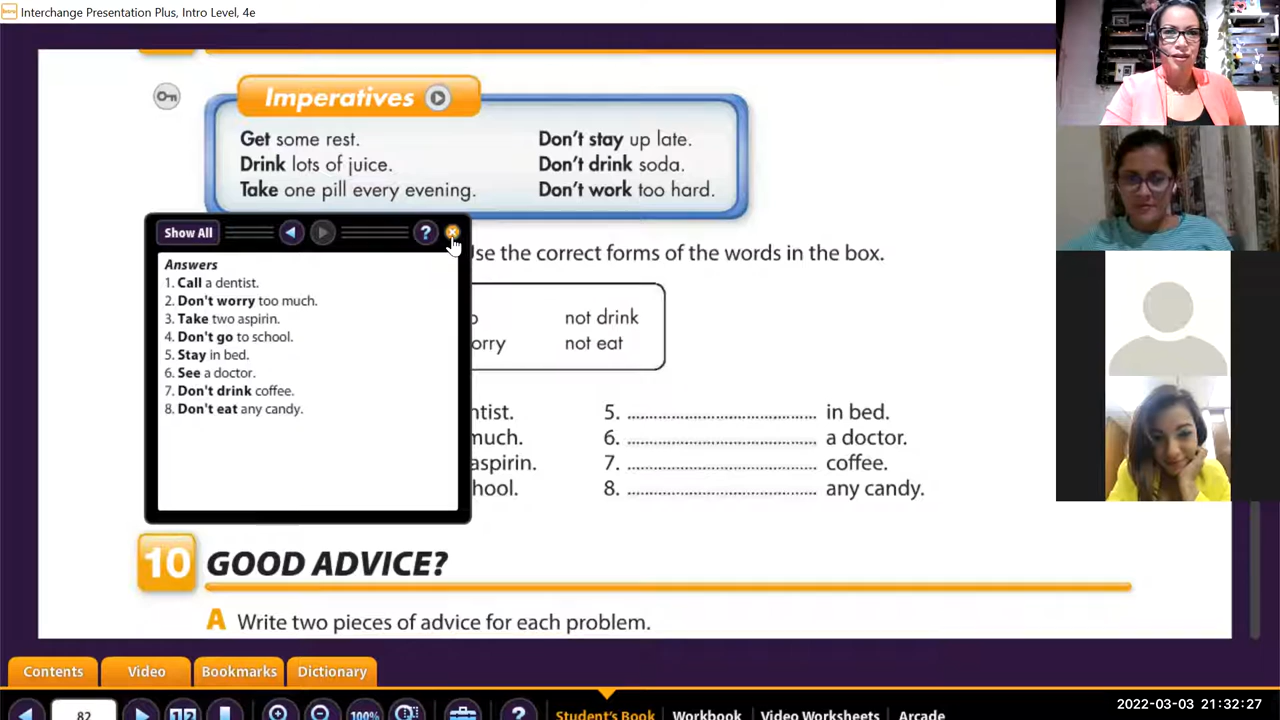 Interchange Presentation Plus, Intro Level, 4e
Imperatives
Get some rest.
Drink lots of juice.
Take one pill every evening.
Don't stay up late.
Don't drink soda.
Don't work too hard.
Show All
?
Answers
1. Call a dentist.
2. Don't worry too much.
3. Take two aspirin.
4. Don't go to school.
5. Stay in bed.
6. See a doctor.
7. Don't drink coffee.
8. Don't eat any candy.
Use the correct forms of the words in the box.
o not drink
orry not eat
ntist.
much.
aspirin.
hool.
5. ............................................... in bed.
6. ............................................... a doctor.
7. ............................................... coffee.
8. ............................................... any candy.
10 GOOD ADVICE?
A Write two pieces of advice for each problem.
Contents Video Bookmarks Dictionary
82 100% ? Student's Book Workbook Video Worksheets Arcade
2022-03-03 21:32:27